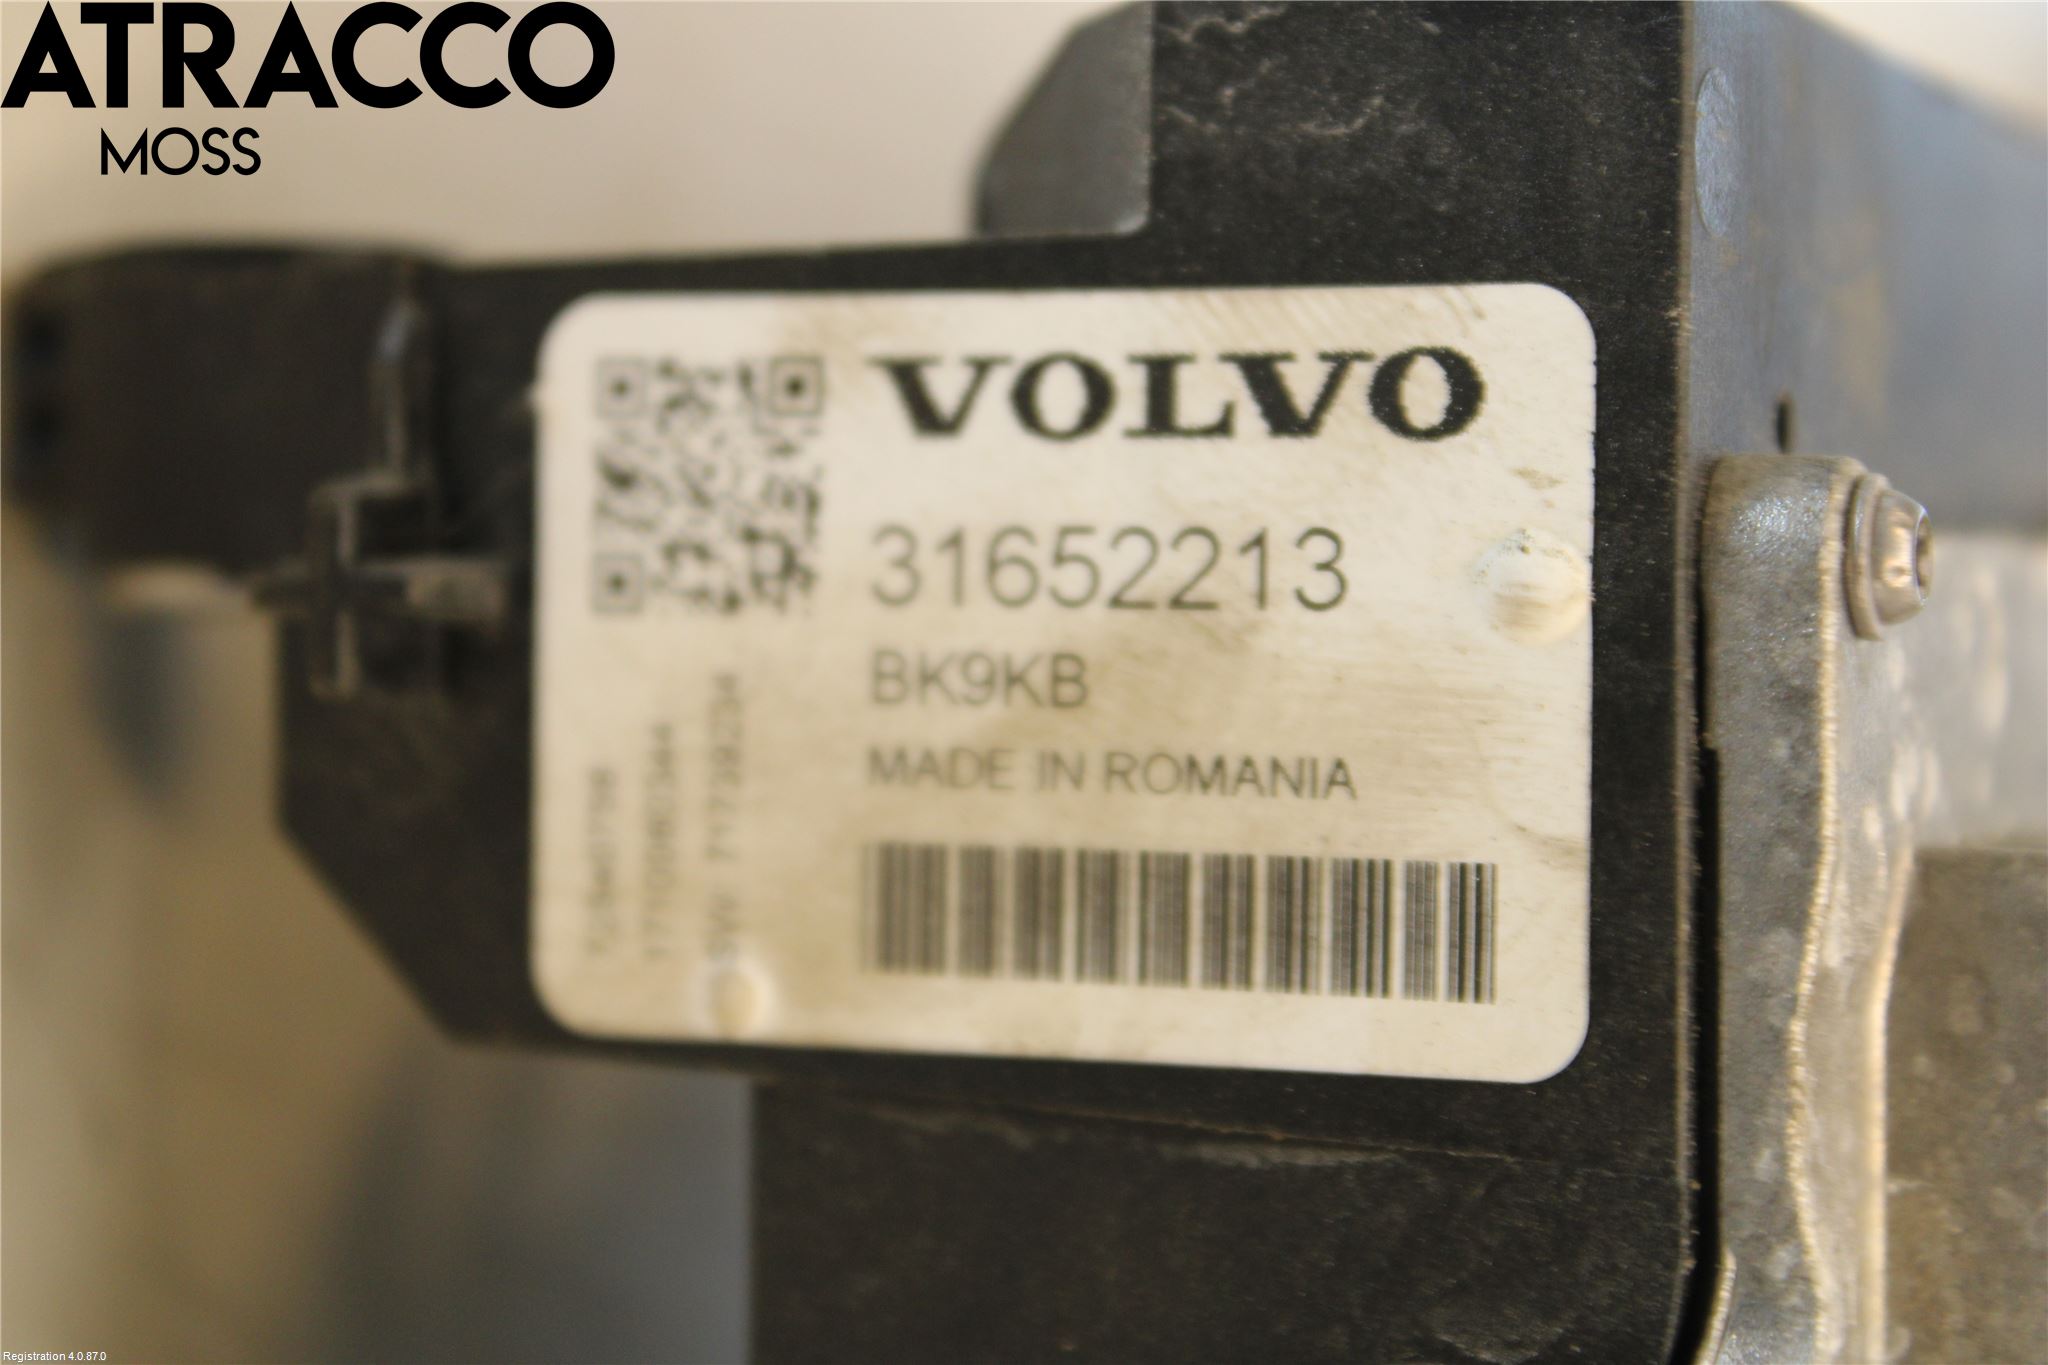 ATRACCO
MOSS
VOLVO
31652213
BK9KB
MADE IN ROMANIA
Registration 4.0.87.0